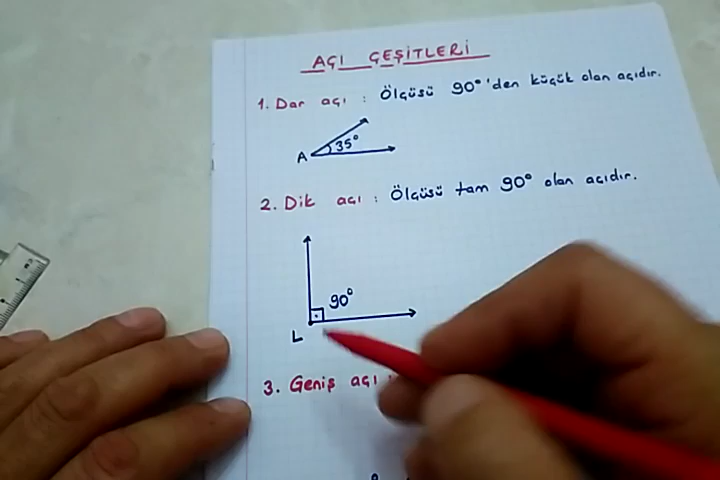 AÇI ÇEŞİTLERİ
1. Dar açı : Ölçüsü 90°'den küçük olan açıdır.
35°
A
2. Dik açı : Ölçüsü tam 90° olan açıdır.
90°
L
3. Geniş açı :